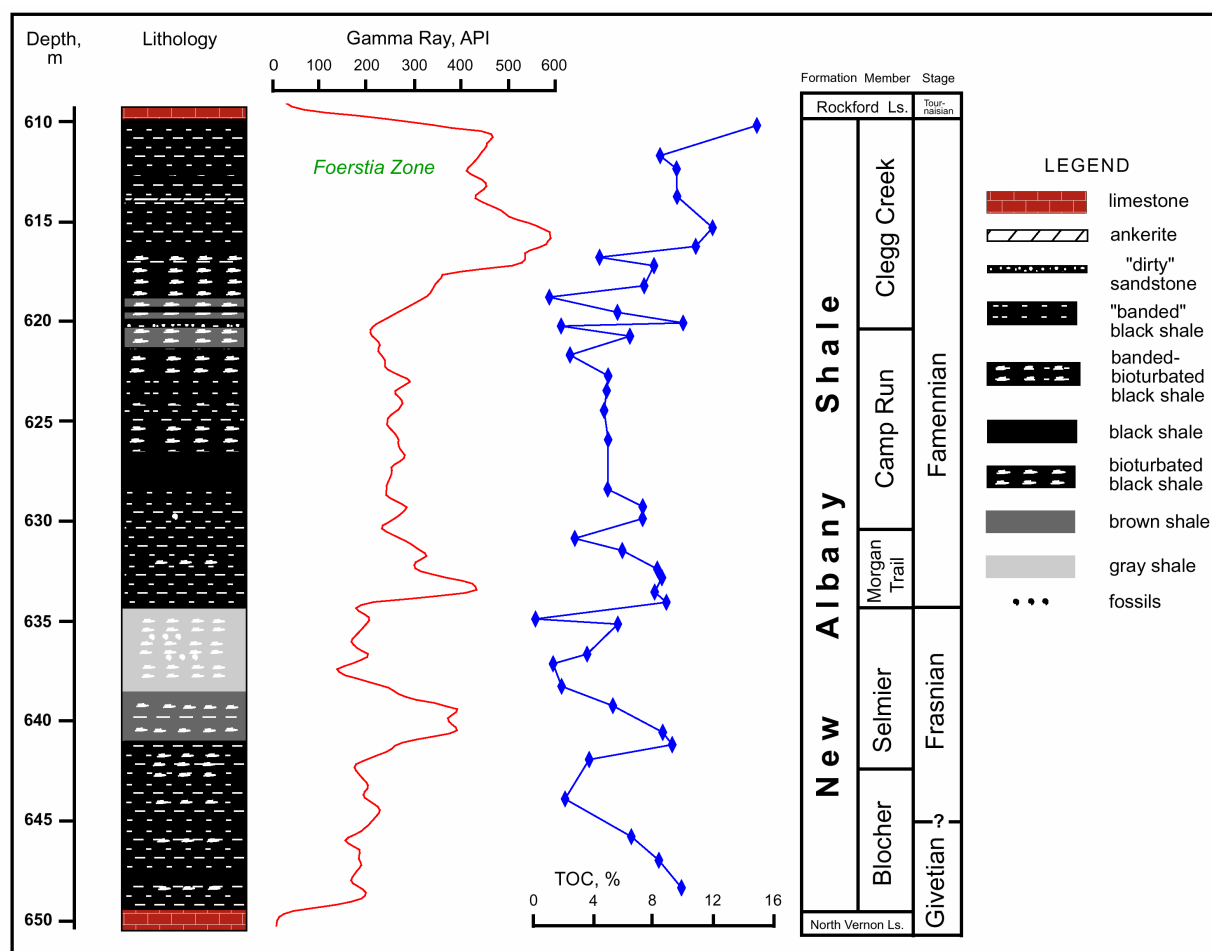 Depth,
m
Lithology
Gamma Ray, API
0 100 200 300 400 500 600
Formation Member Stage
Rockford Ls.
Tour-
naisian
610
615
620
625
630
635
640
645
650
Foerstia Zone
New Albany Shale
Clegg Creek
Camp Run
Morgan
Trail
Selmier
Blocher
North Vernon Ls.
Famennian
Frasnian
?
Givetian
TOC, %
0 4 8 12 16
LEGEND
limestone
ankerite
"dirty"
sandstone
"banded"
black shale
banded-
bioturbated
black shale
black shale
bioturbated
black shale
brown shale
gray shale
fossils